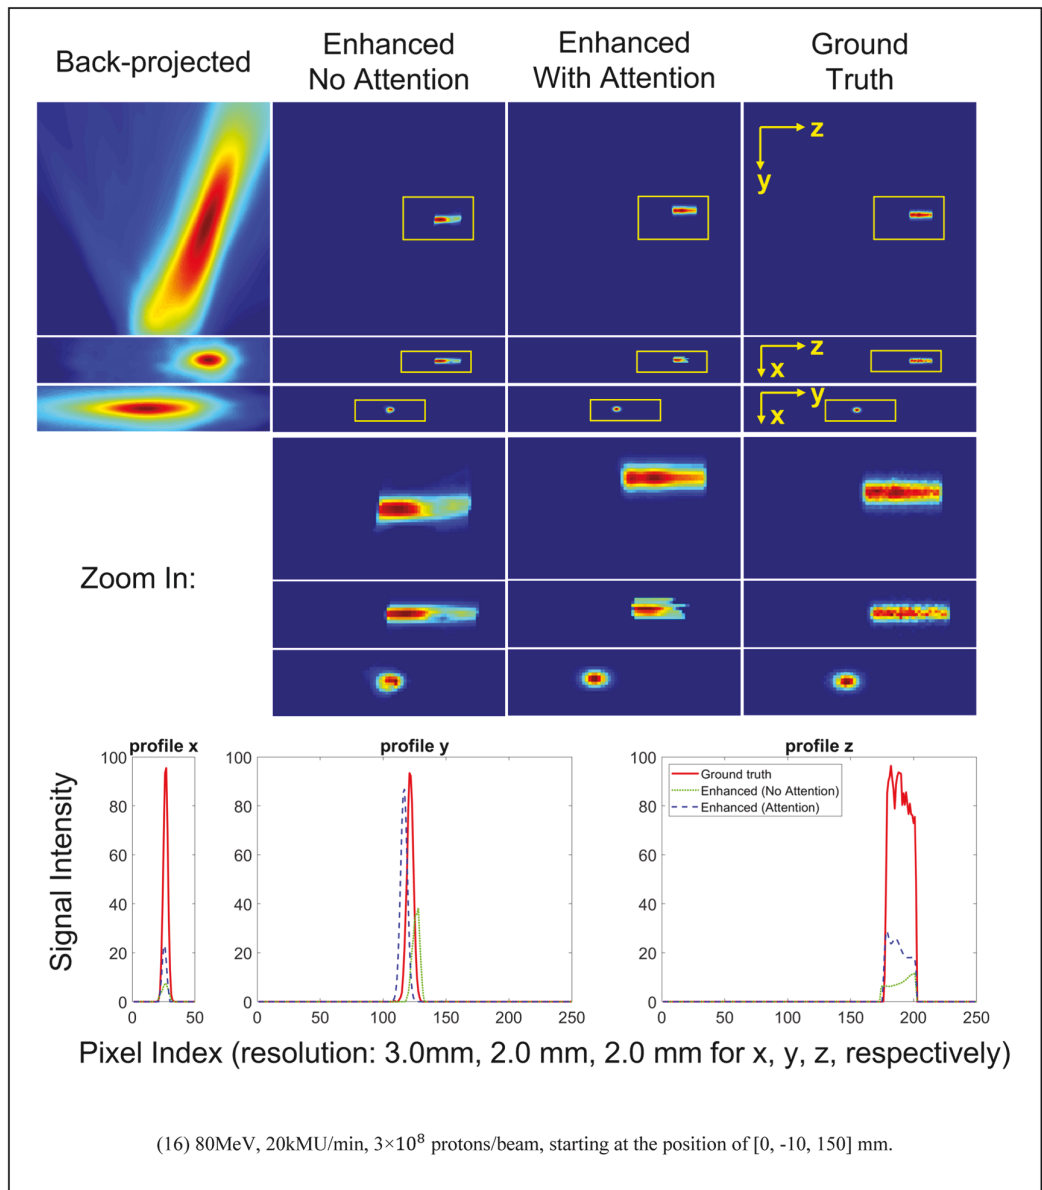 Back-projected
Enhanced
No Attention
Enhanced
With Attention
Ground
Truth
z
y
z
x
y
x
Zoom In:
profile x
profile y
profile z
Signal Intensity
100
80
60
40
20
0
0
50
100
80
60
40
20
0
0
50
100
150
200
250
100
80
60
40
20
0
0
50
100
150
200
250
Ground truth
Enhanced (No Attention)
Enhanced (Attention)
Pixel Index (resolution: 3.0mm, 2.0 mm, 2.0 mm for x, y, z, respectively)
(16) 80MeV, 20kMU/min, 3×10⁸ protons/beam, starting at the position of [0, -10, 150] mm.